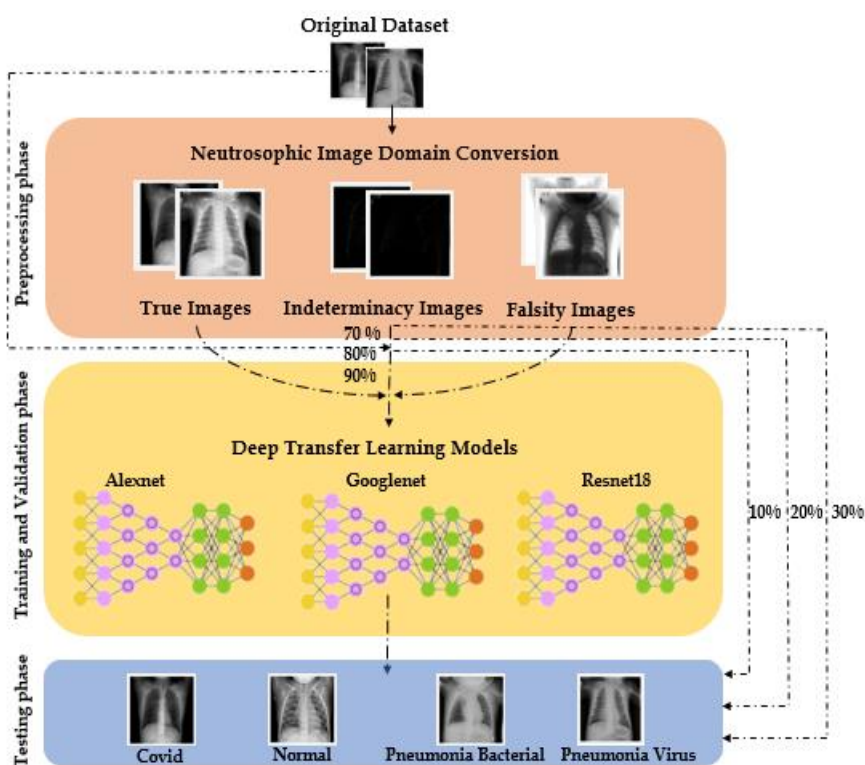 Original Dataset
Preprocessing phase
Neutrosophic Image Domain Conversion
True Images
Indeterminacy Images
Falsity Images
70 %
80%
90%
Training and Validation phase
Deep Transfer Learning Models
Alexnet
Googlenet
Resnet18
10%
20%
30%
Testing phase
Covid
Normal
Pneumonia Bacterial
Pneumonia Virus